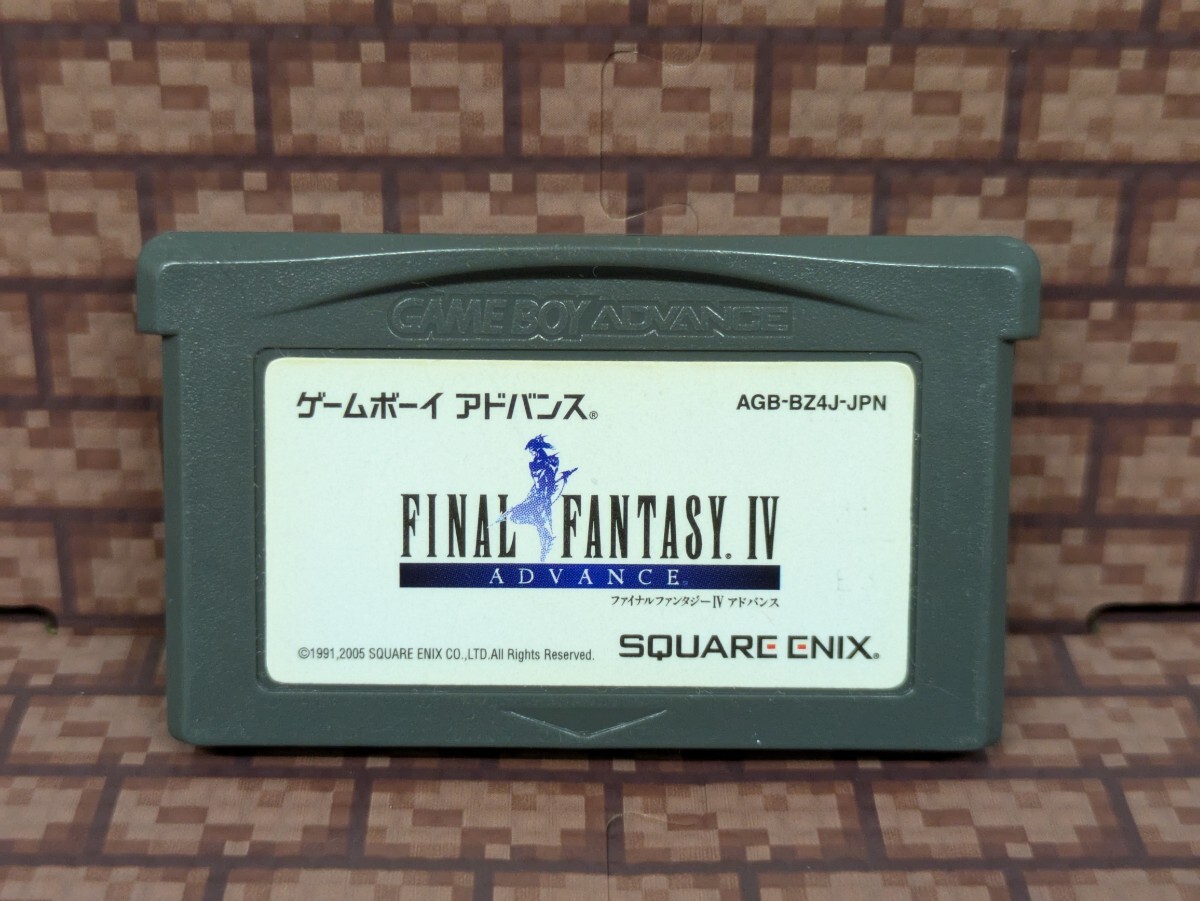 GAME BOY ADVANCE
ゲームボーイ アドバンス®
AGB-BZ4J-JPN
FINAL FANTASY. IV
ADVANCE®
ファイナルファンタジーIV アドバンス
©1991,2005 SQUARE ENIX CO.,LTD.All Rights Reserved.
SQUARE ENIX®